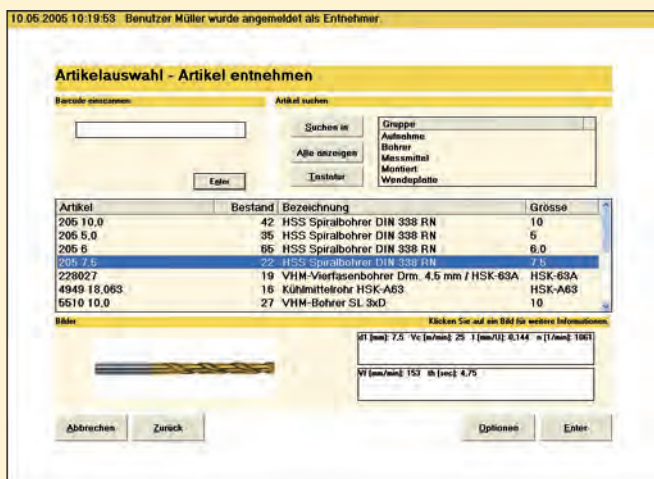 10.05.2005 10:19:53 Benutzer Müller wurde angemeldet als Entnehmer
Artikelauswahl - Artikel entnehmen
Barcode einscannen
Artikel suchen
Suchen in
Alle anzeigen
Tastatur
Gruppe
Aufnahme
Bohrer
Messmittel
Montiert
Wendeplatte
Enter
Artikel Bestand Bezeichnung Grösse
205 10,0 42 HSS Spiralbohrer DIN 338 RN 10
205 5,0 35 HSS Spiralbohrer DIN 338 RN 5
205 6 65 HSS Spiralbohrer DIN 338 RN 6,0
205 7,5 22 HSS Spiralbohrer DIN 338 RN 7,5
228027 19 VHM-Vierfasenbohrer Drm. 4,5 mm / HSK-63A HSK-63A
4949 18,063 16 Kühlmittelrohr HSK-A63 HSK-A63
5510 10,0 27 VHM-Bohrer SL 3xD 10
Bilder
Klicken Sie auf ein Bild für weitere Informationen.
d1 [mm]: 7,5 Vc [m/min]: 25 f [mm/U]: 0,144 n [1/min]: 1061
Vf [mm/min]: 153 th [sec]: 4,75
Abbrechen Zurück Optionen Enter